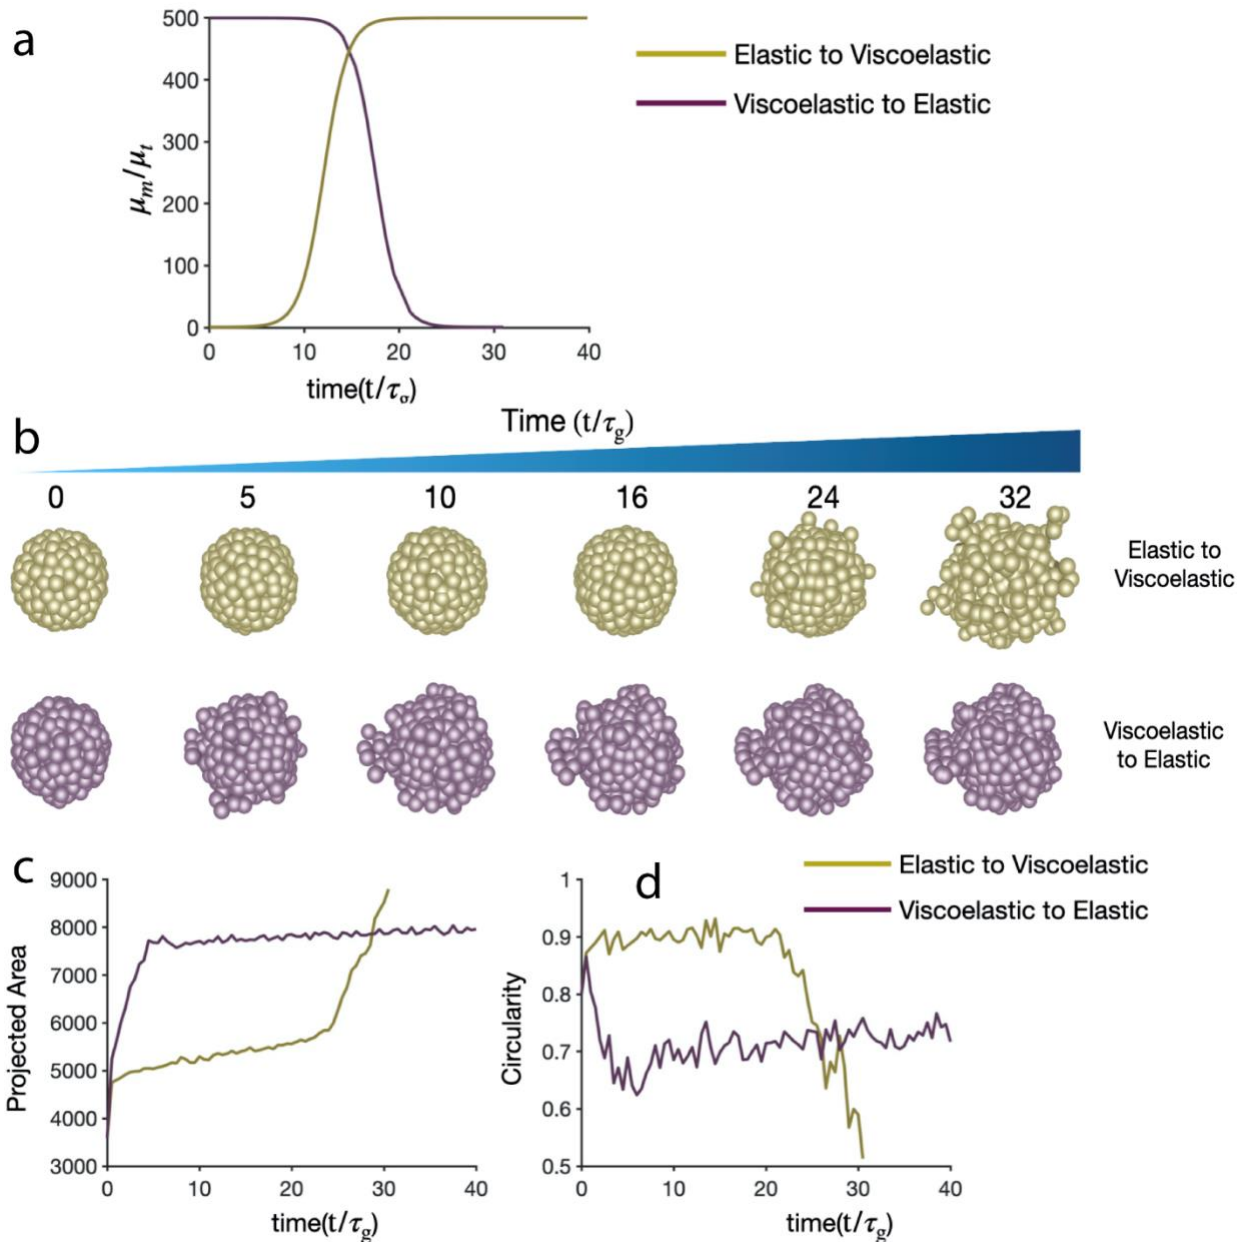 a
500
400
300
200
100
0
μm/μt
0 10 20 30 40
time(t/τg)
Elastic to Viscoelastic
Viscoelastic to Elastic
b
Time (t/τg)
0 5 10 16 24 32
Elastic to
Viscoelastic
Viscoelastic
to Elastic
c
9000
8000
7000
6000
5000
4000
3000
Projected Area
0 10 20 30 40
time(t/τg)
d
Elastic to Viscoelastic
Viscoelastic to Elastic
1
0.9
0.8
0.7
0.6
0.5
Circularity
0 10 20 30 40
time(t/τg)